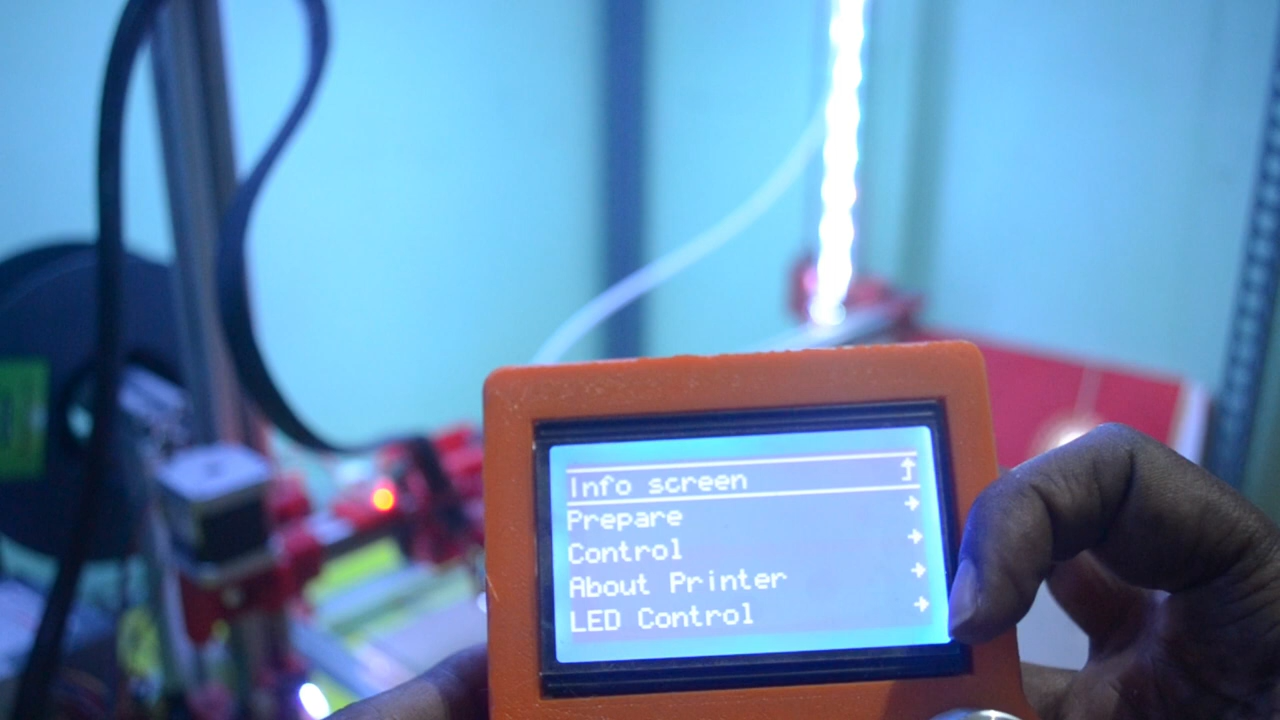 Info screen
Prepare
Control
About Printer
LED Control